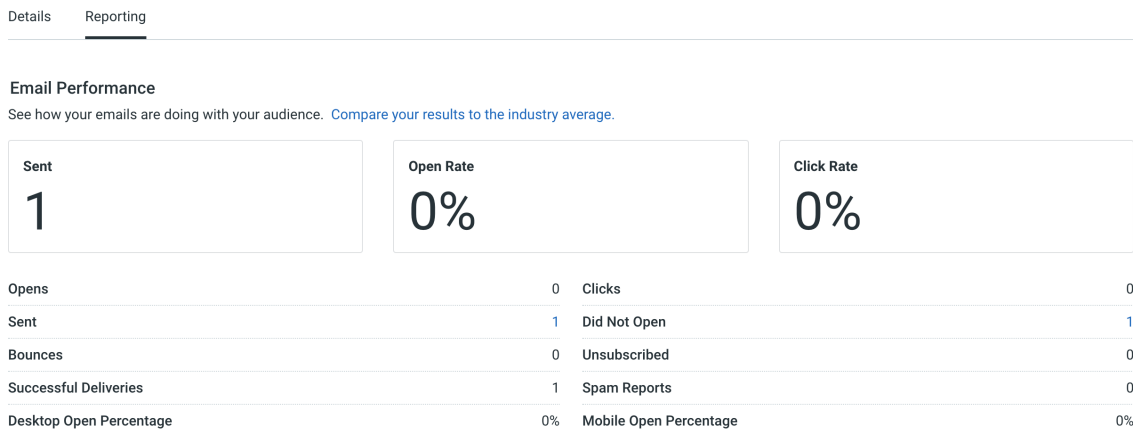 Details Reporting
Email Performance
See how your emails are doing with your audience. Compare your results to the industry average.
Sent Open Rate Click Rate
1 0% 0%
Opens 0 Clicks 0
Sent 1 Did Not Open 1
Bounces 0 Unsubscribed 0
Successful Deliveries 1 Spam Reports 0
Desktop Open Percentage 0% Mobile Open Percentage 0%